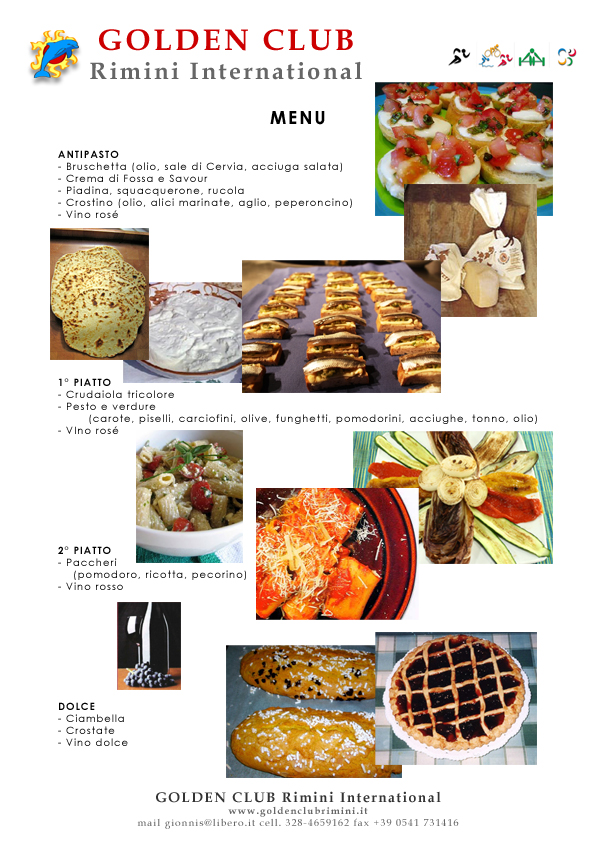 GOLDEN CLUB
Rimini International
MENU
ANTIPASTO
- Bruschetta (olio, sale di Cervia, acciuga salata)
- Crema di Fossa e Savour
- Piadina, squacquerone, rucola
- Crostino (olio, alici marinate, aglio, peperoncino)
- Vino rosé
1° PIATTO
- Crudaiola tricolore
- Pesto e verdure
(carote, piselli, carciofini, olive, funghetti, pomodorini, acciughe, tonno, olio)
- VIno rosé
2° PIATTO
- Paccheri
(pomodoro, ricotta, pecorino)
- Vino rosso
DOLCE
- Ciambella
- Crostate
- Vino dolce
GOLDEN CLUB Rimini International
www.goldenclubrimini.it
mail gionnis@libero.it cell. 328-4659162 fax +39 0541 731416